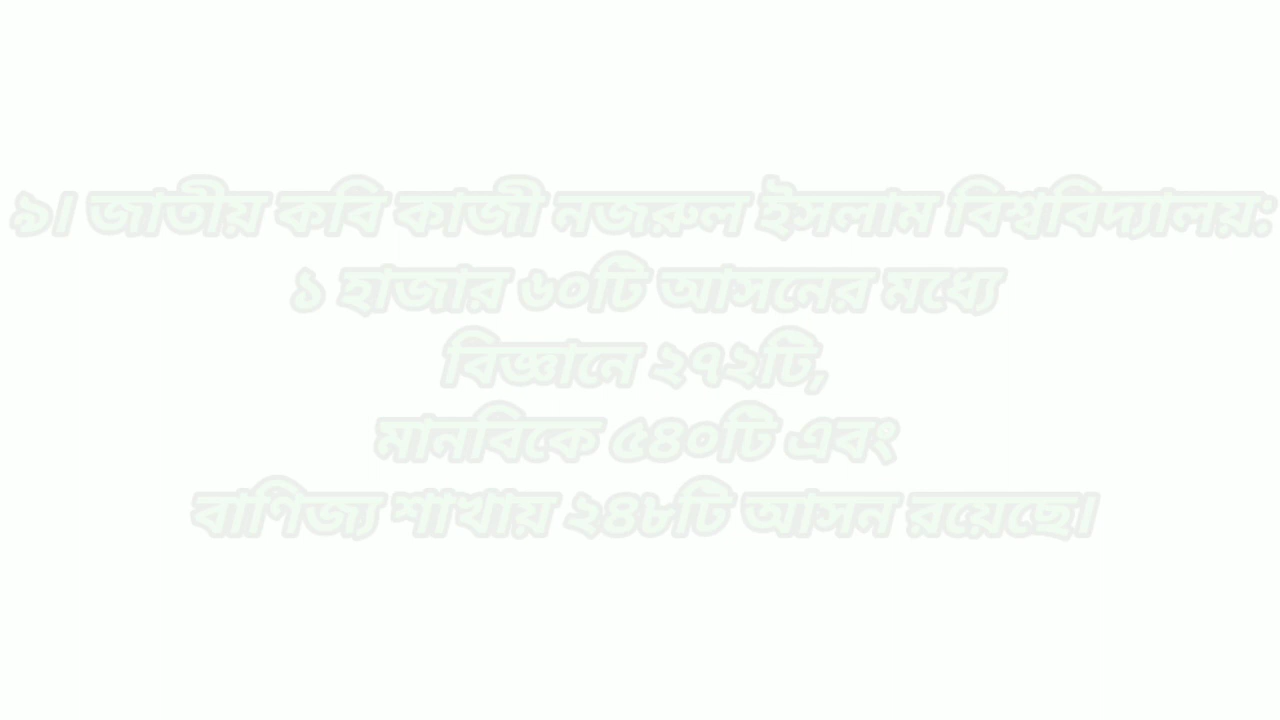 ৯। জাতীয় কবি কাজী নজরুল ইসলাম বিশ্ববিদ্যালয়:
১ হাজার ৬০টি আসনের মধ্যে
বিজ্ঞানে ২৭২টি,
মানবিকে ৫৪০টি এবং
বাণিজ্য শাখায় ২৪৮টি আসন রয়েছে।